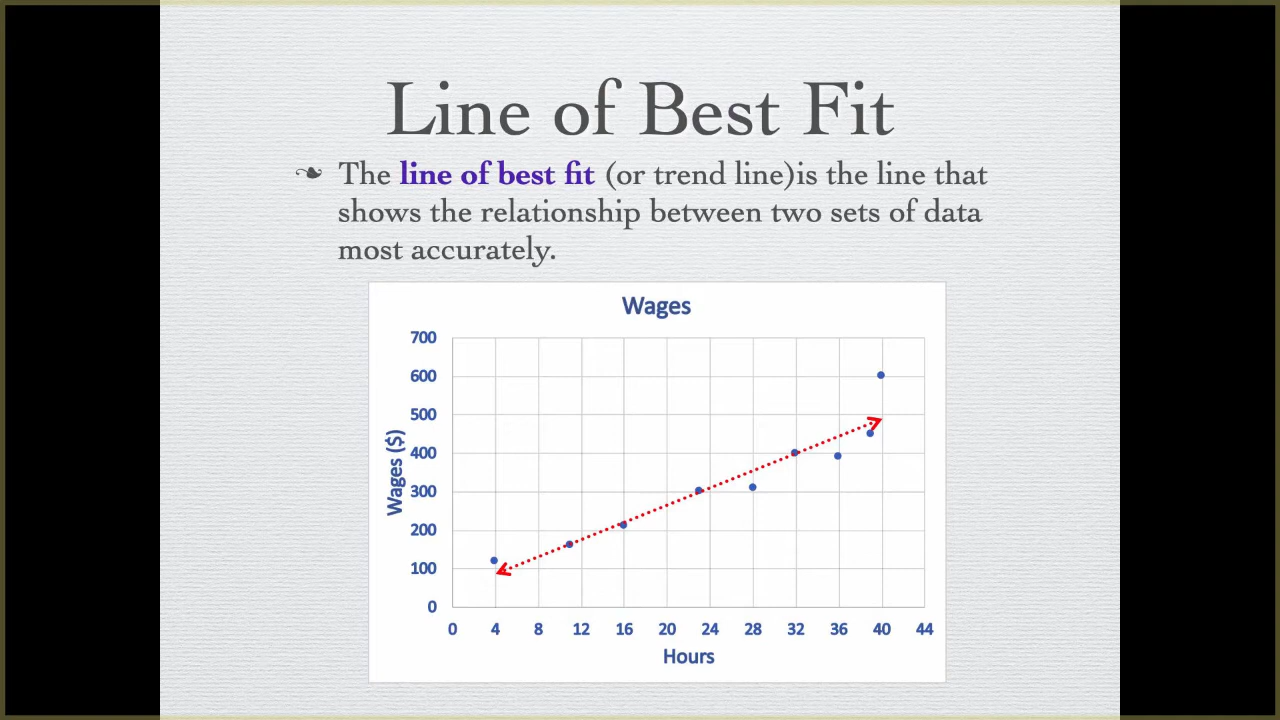 Line of Best Fit
❧ The line of best fit (or trend line)is the line that
shows the relationship between two sets of data
most accurately.
Wages
700
600
500
400
300
200
100
0
Wages ($)
0 4 8 12 16 20 24 28 32 36 40 44
Hours